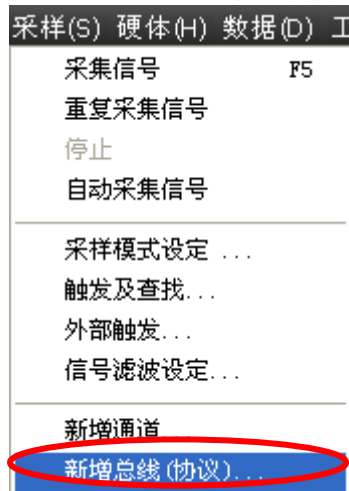 采样(S) 硬体(H) 数据(D) 工
采集信号 F5
重复采集信号
停止
自动采集信号
采样模式设定 ...
触发及查找...
外部触发...
信号滤波设定...
新增通道...
新增总线(协议)...